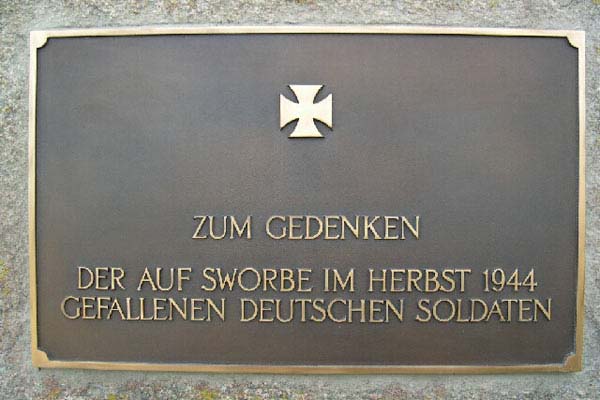 ZUM GEDENKEN
DER AUF SWORBE IM HERBST 1944
GEFALLENEN DEUTSCHEN SOLDATEN